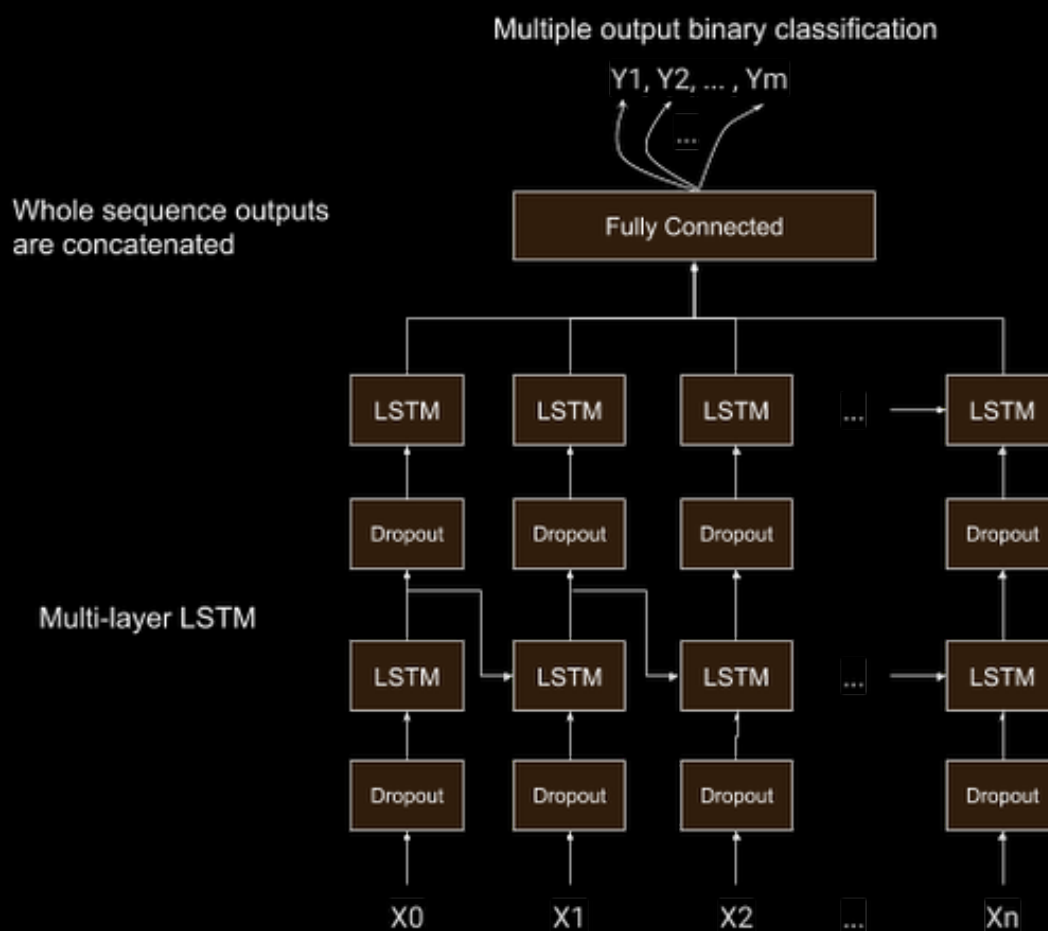 Multiple output binary classification
Y1, Y2, ... , Ym
...
Whole sequence outputs
are concatenated
Fully Connected
LSTM LSTM LSTM ... LSTM
Dropout Dropout Dropout Dropout
Multi-layer LSTM
LSTM LSTM LSTM ... LSTM
Dropout Dropout Dropout Dropout
X0 X1 X2 ... Xn